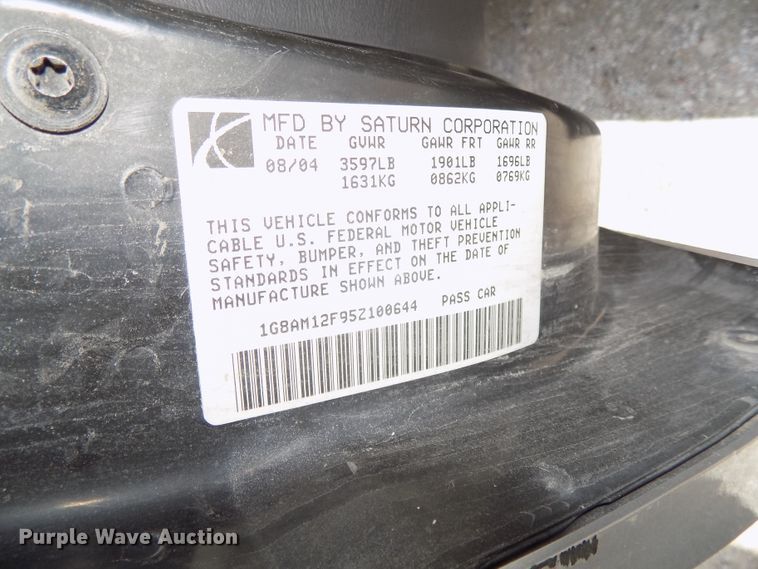 MFD BY SATURN CORPORATION
DATE GVWR GAWR FRT GAWR RR
08/04 3597LB 1901LB 1696LB
1631KG 0862KG 0769KG
THIS VEHICLE CONFORMS TO ALL APPLI-
CABLE U.S. FEDERAL MOTOR VEHICLE
SAFETY, BUMPER, AND THEFT PREVENTION
STANDARDS IN EFFECT ON THE DATE OF
MANUFACTURE SHOWN ABOVE.
1G8AM12F95Z100644 PASS CAR
Purple Wave Auction